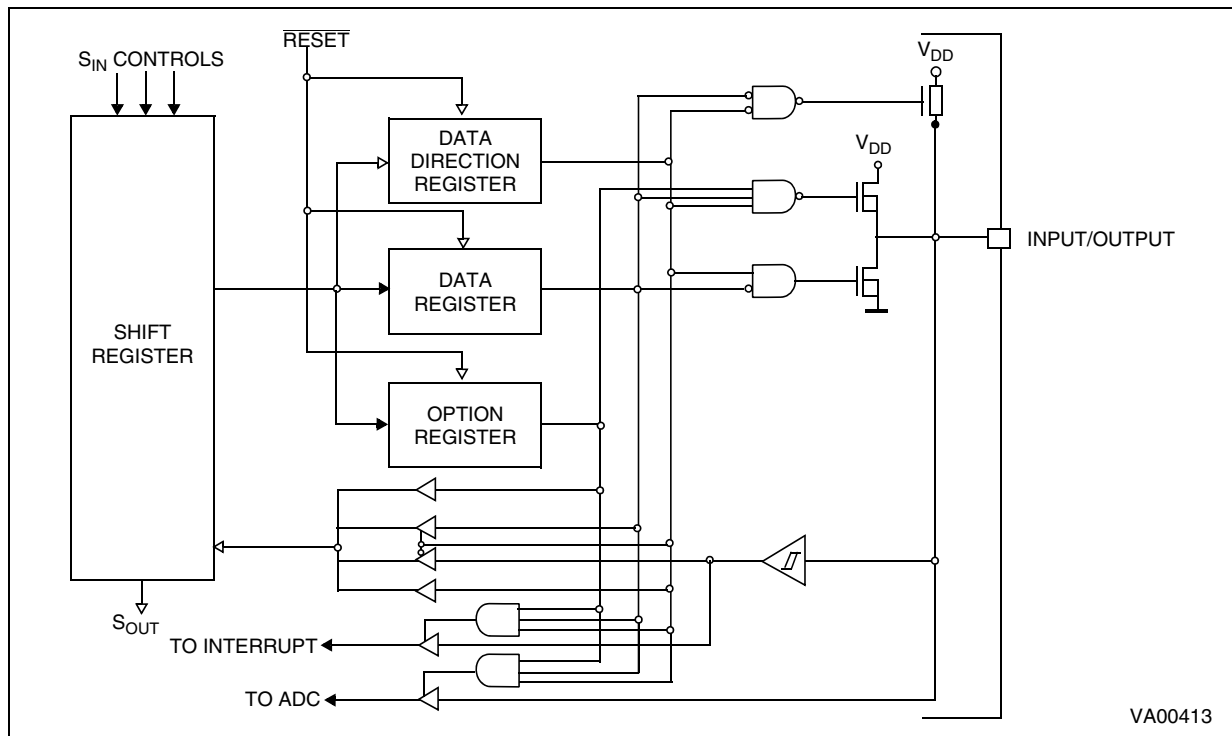 RESET
S_IN CONTROLS
V_DD
DATA
DIRECTION
REGISTER
V_DD
INPUT/OUTPUT
DATA
REGISTER
SHIFT
REGISTER
OPTION
REGISTER
S_OUT
TO INTERRUPT
TO ADC
VA00413